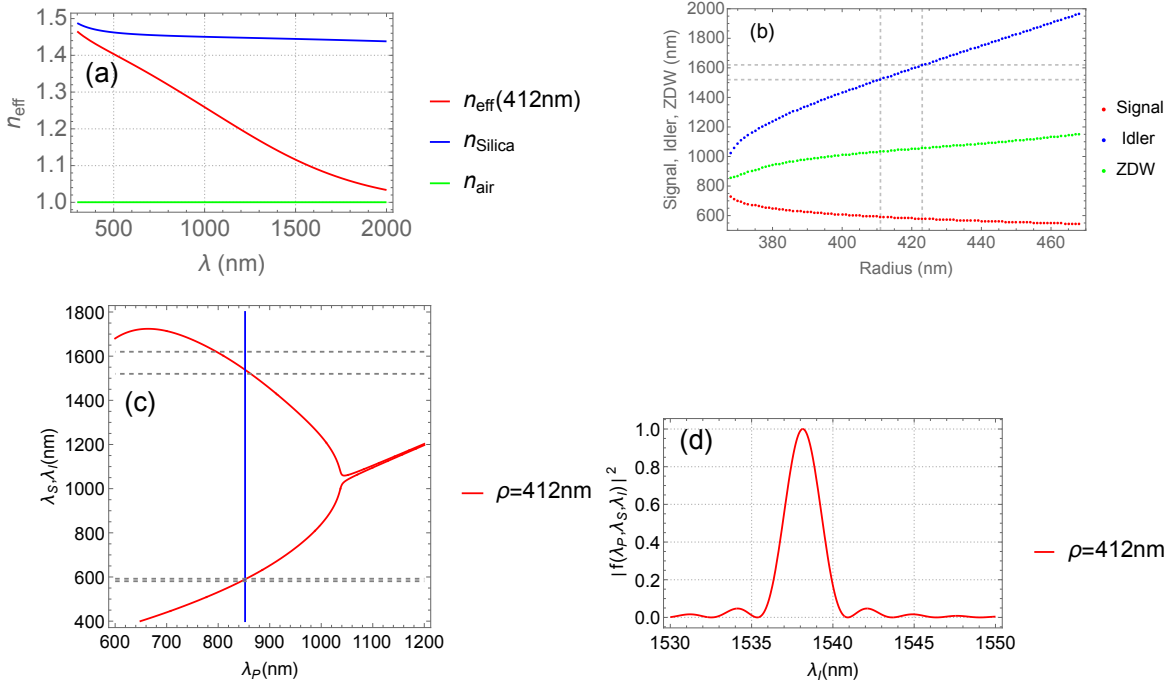 1.5
1.4
1.3
1.2
1.1
1.0
n_eff
(a)
500 1000 1500 2000
λ (nm)
n_eff(412nm)
n_Silica
n_air
2000
1800
1600
1400
1200
1000
800
600
Signal, Idler, ZDW (nm)
(b)
380 400 420 440 460
Radius (nm)
Signal
Idler
ZDW
1800
1600
1400
1200
1000
800
600
400
λ_S,λ_I(nm)
(c)
600 700 800 900 1000 1100 1200
λ_P(nm)
ρ=412nm
1.0
0.8
0.6
0.4
0.2
0.0
|f(λ_P,λ_S,λ_I)|²
(d)
1530 1535 1540 1545 1550
λ_I(nm)
ρ=412nm